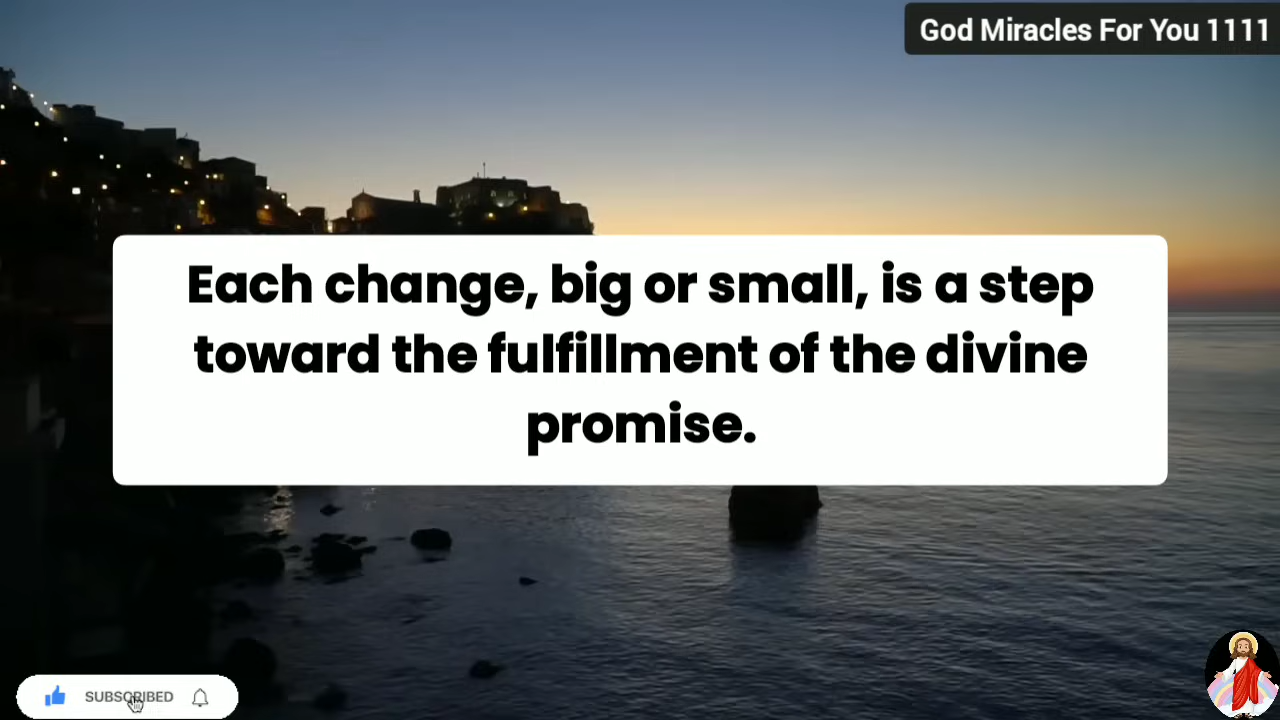 God Miracles For You 1111
Each change, big or small, is a step
toward the fulfillment of the divine
promise.
SUBSCRIBED